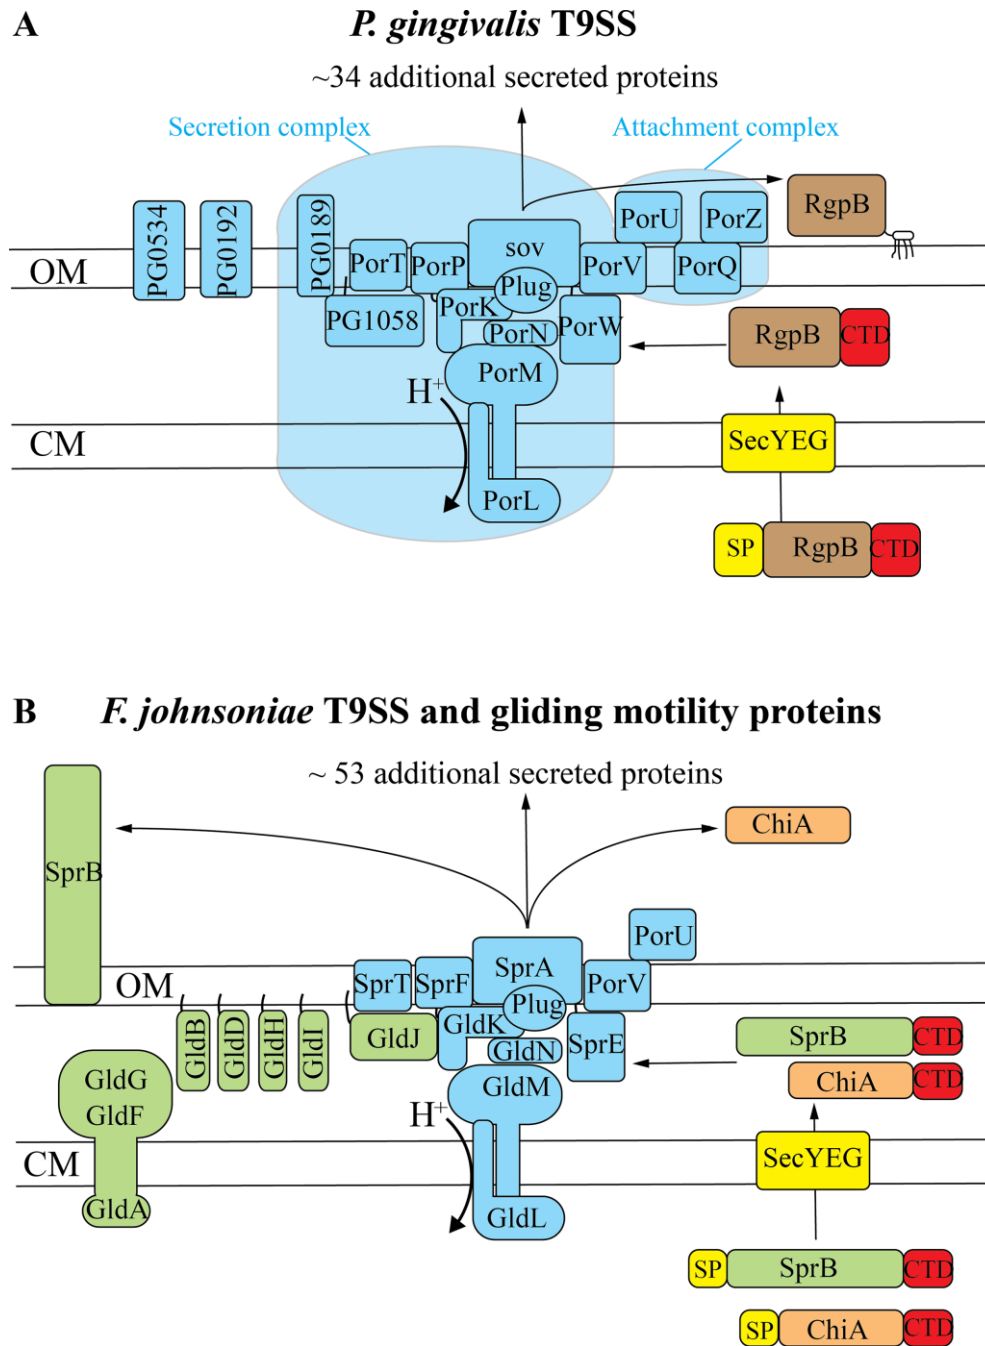 A
P. gingivalis T9SS
~34 additional secreted proteins
Secretion complex
Attachment complex
PG0534
PG0192
PG0189
PorT
PorP
sov
Plug
PorV
PorU
PorZ
PorQ
RgpB
OM
PG1058
PorK
PorN
PorW
RgpB
CTD
PorM
H+
CM
SecYEG
PorL
SP
RgpB
CTD
B
F. johnsoniae T9SS and gliding motility proteins
~ 53 additional secreted proteins
ChiA
SprB
PorU
OM
SprT
SprF
SprA
Plug
PorV
GldB
GldD
GldH
GldI
GldJ
GldK
GldN
SprE
SprB
CTD
ChiA
CTD
GldG
GldF
GldM
H+
CM
SecYEG
GldA
GldL
SP
SprB
CTD
SP
ChiA
CTD